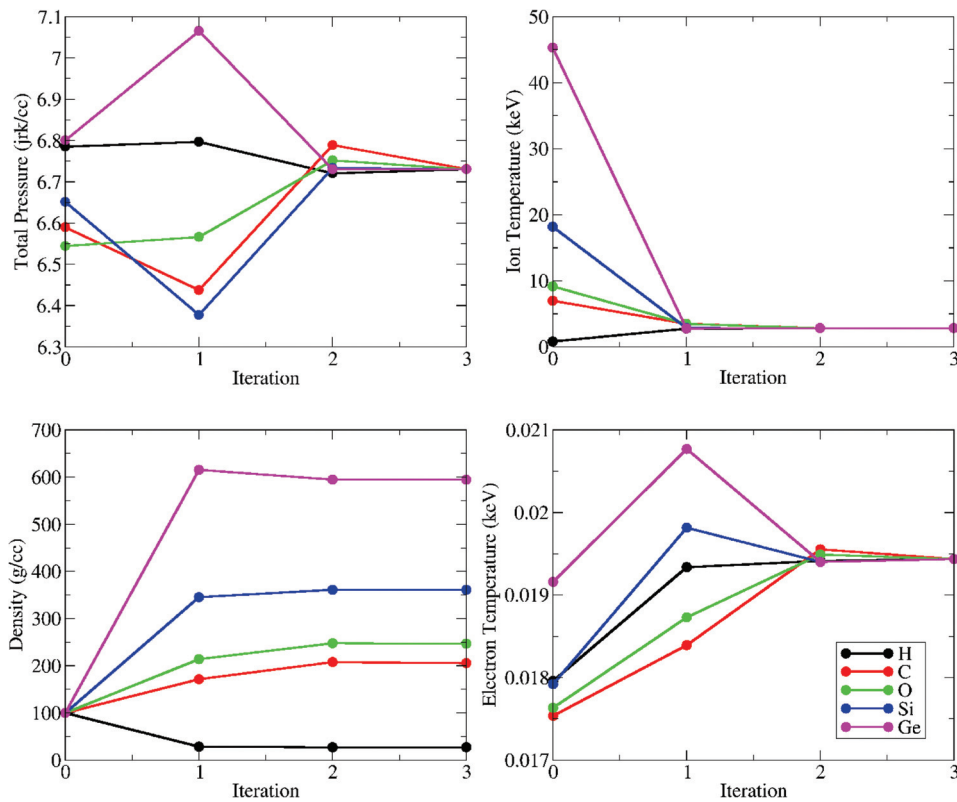 7.1
7
6.9
6.8
6.7
6.6
6.5
6.4
6.3
Total Pressure (jrk/cc)
0 1 2 3
Iteration
50
40
30
20
10
0
Ion Temperature (keV)
0 1 2 3
Iteration
700
600
500
400
300
200
100
0
Density (g/cc)
0 1 2 3
Iteration
0.021
0.02
0.019
0.018
0.017
Electron Temperature (keV)
H
C
O
Si
Ge
0 1 2 3
Iteration